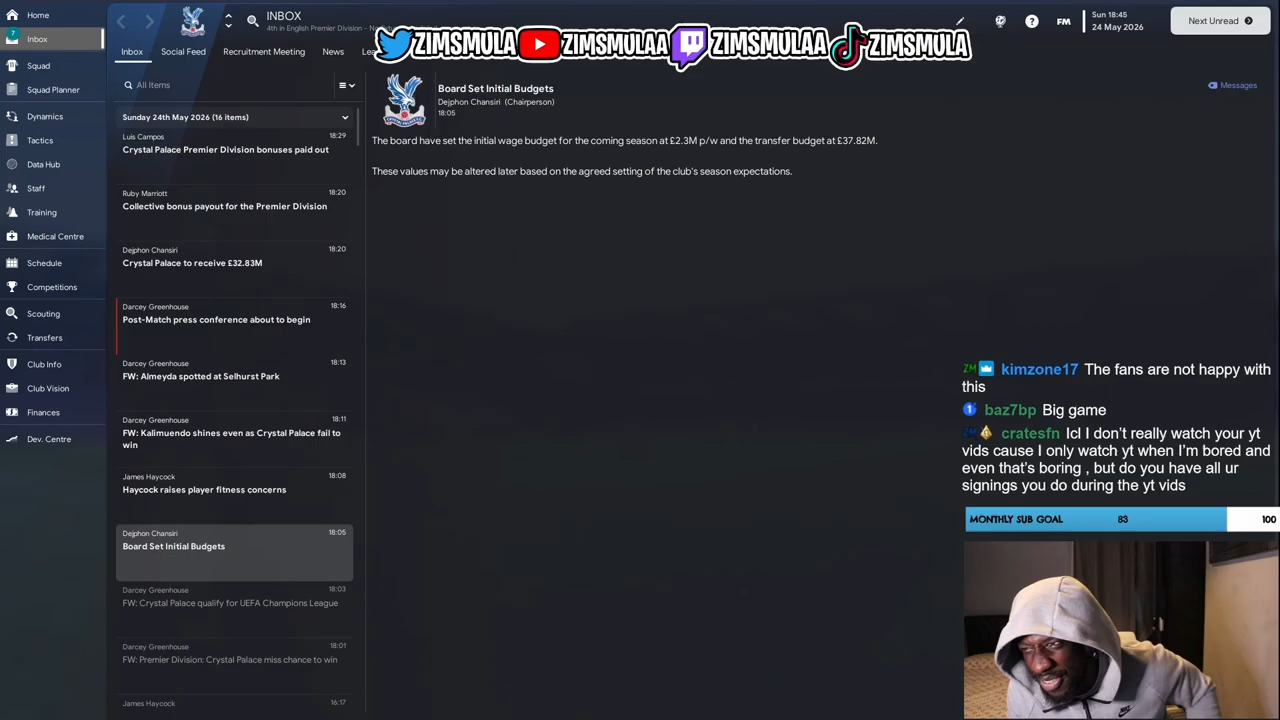 Home
INBOX
4th in English Premier Division
Sun 18:45
24 May 2026
Next Unread
FM
7
Inbox
ZIMSMULA
ZIMSMULAA
ZIMSMULAA
ZIMSMULA
Inbox
Social Feed
Recruitment Meeting
News
Squad
Squad Planner
Dynamics
Tactics
Data Hub
Staff
Training
Medical Centre
Schedule
Competitions
Scouting
Transfers
Club Info
Club Vision
Finances
Dev. Centre
All Items
Sunday 24th May 2026 (16 items)
Luis Campos
18:29
Crystal Palace Premier Division bonuses paid out
Ruby Marriott
18:20
Collective bonus payout for the Premier Division
Dejphon Chansiri
18:20
Crystal Palace to receive £32.83M
Darcey Greenhouse
18:16
Post-Match press conference about to begin
Darcey Greenhouse
18:13
FW: Almeyda spotted at Selhurst Park
Darcey Greenhouse
18:11
FW: Kalimuendo shines even as Crystal Palace fail to
win
James Haycock
18:08
Haycock raises player fitness concerns
Dejphon Chansiri
18:05
Board Set Initial Budgets
Darcey Greenhouse
18:03
FW: Crystal Palace qualify for UEFA Champions League
Darcey Greenhouse
18:01
FW: Premier Division: Crystal Palace miss chance to win
James Haycock
16:17
Board Set Initial Budgets
Dejphon Chansiri (Chairperson)
18:05
Messages
The board have set the initial wage budget for the coming season at £2.3M p/w and the transfer budget at £37.82M.
These values may be altered later based on the agreed setting of the club's season expectations.
ZM kimzone17 The fans are not happy with
this
1 baz7bp Big game
ZM cratesfn Icl I don't really watch your yt
vids cause I only watch yt when I'm bored and
even that's boring , but do you have all ur
signings you do during the yt vids
MONTHLY SUB GOAL 83 100